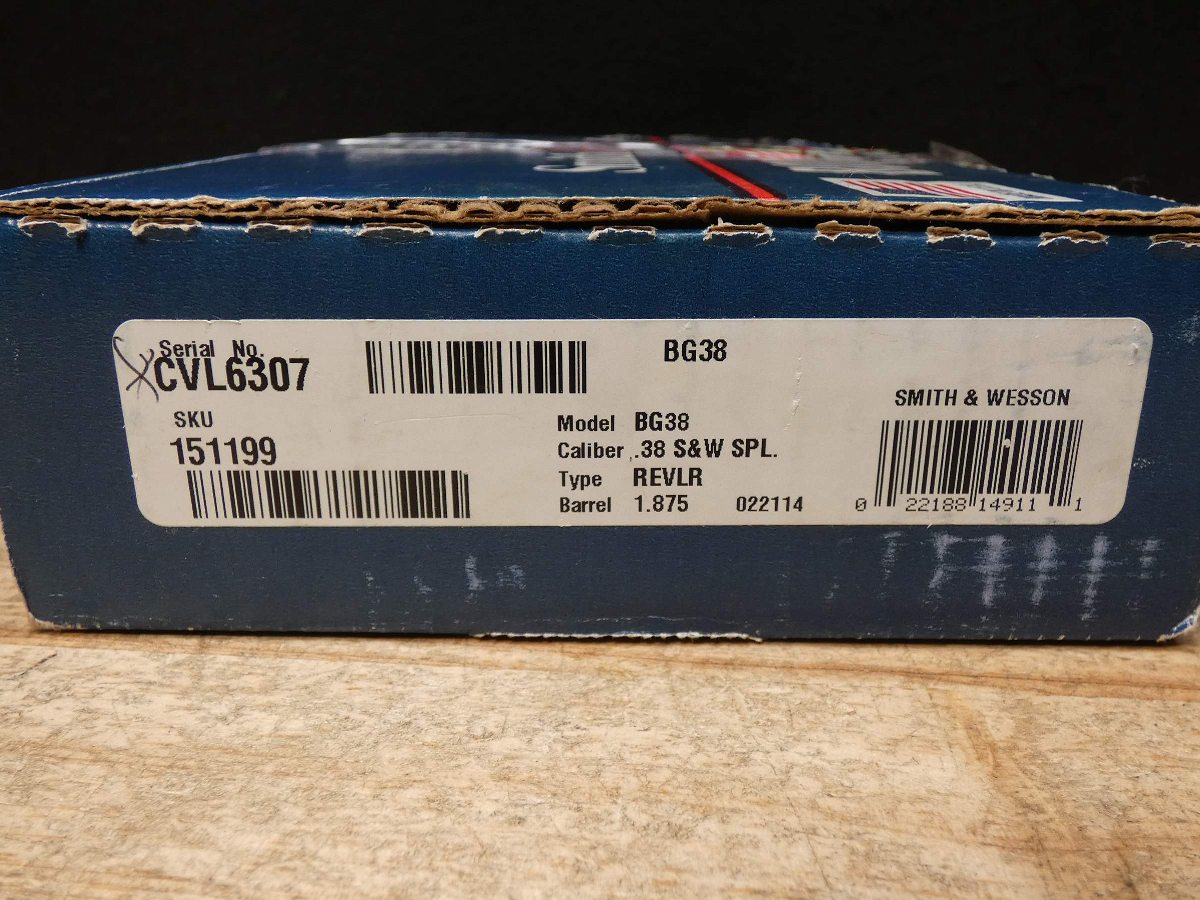 Serial No.
CVL6307
BG38
SKU
151199
Model BG38
Caliber .38 S&W SPL.
Type REVLR
Barrel 1.875 022114
SMITH & WESSON
0 22188 14911 1